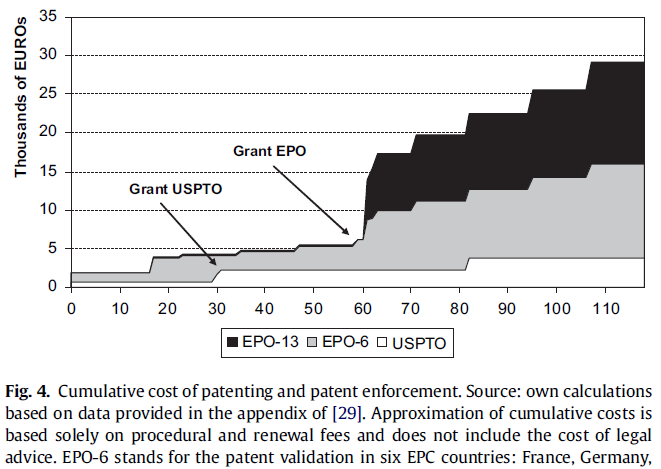 35
30
25
20
15
10
5
0
Thousands of EUROs
Grant EPO
Grant USPTO
0 10 20 30 40 50 60 70 80 90 100 110
EPO-13 EPO-6 USPTO
Fig. 4. Cumulative cost of patenting and patent enforcement. Source: own calculations
based on data provided in the appendix of [29]. Approximation of cumulative costs is
based solely on procedural and renewal fees and does not include the cost of legal
advice. EPO-6 stands for the patent validation in six EPC countries: France, Germany,